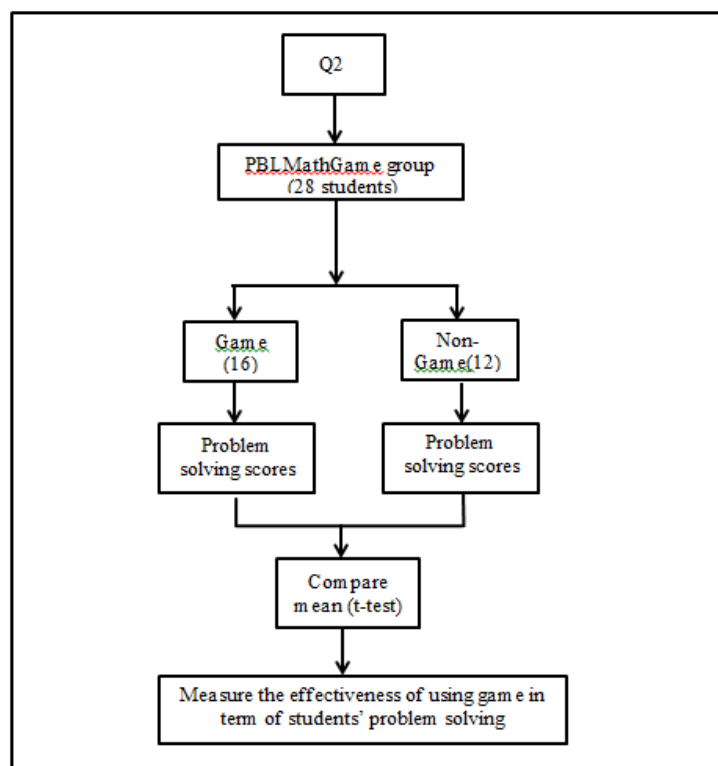 Q2
PBLMathGame group
(28 students)
Game
(16)
Non-
Game(12)
Problem
solving scores
Problem
solving scores
Compare
mean (t-test)
Measure the effectiveness of using game in
term of students’ problem solving